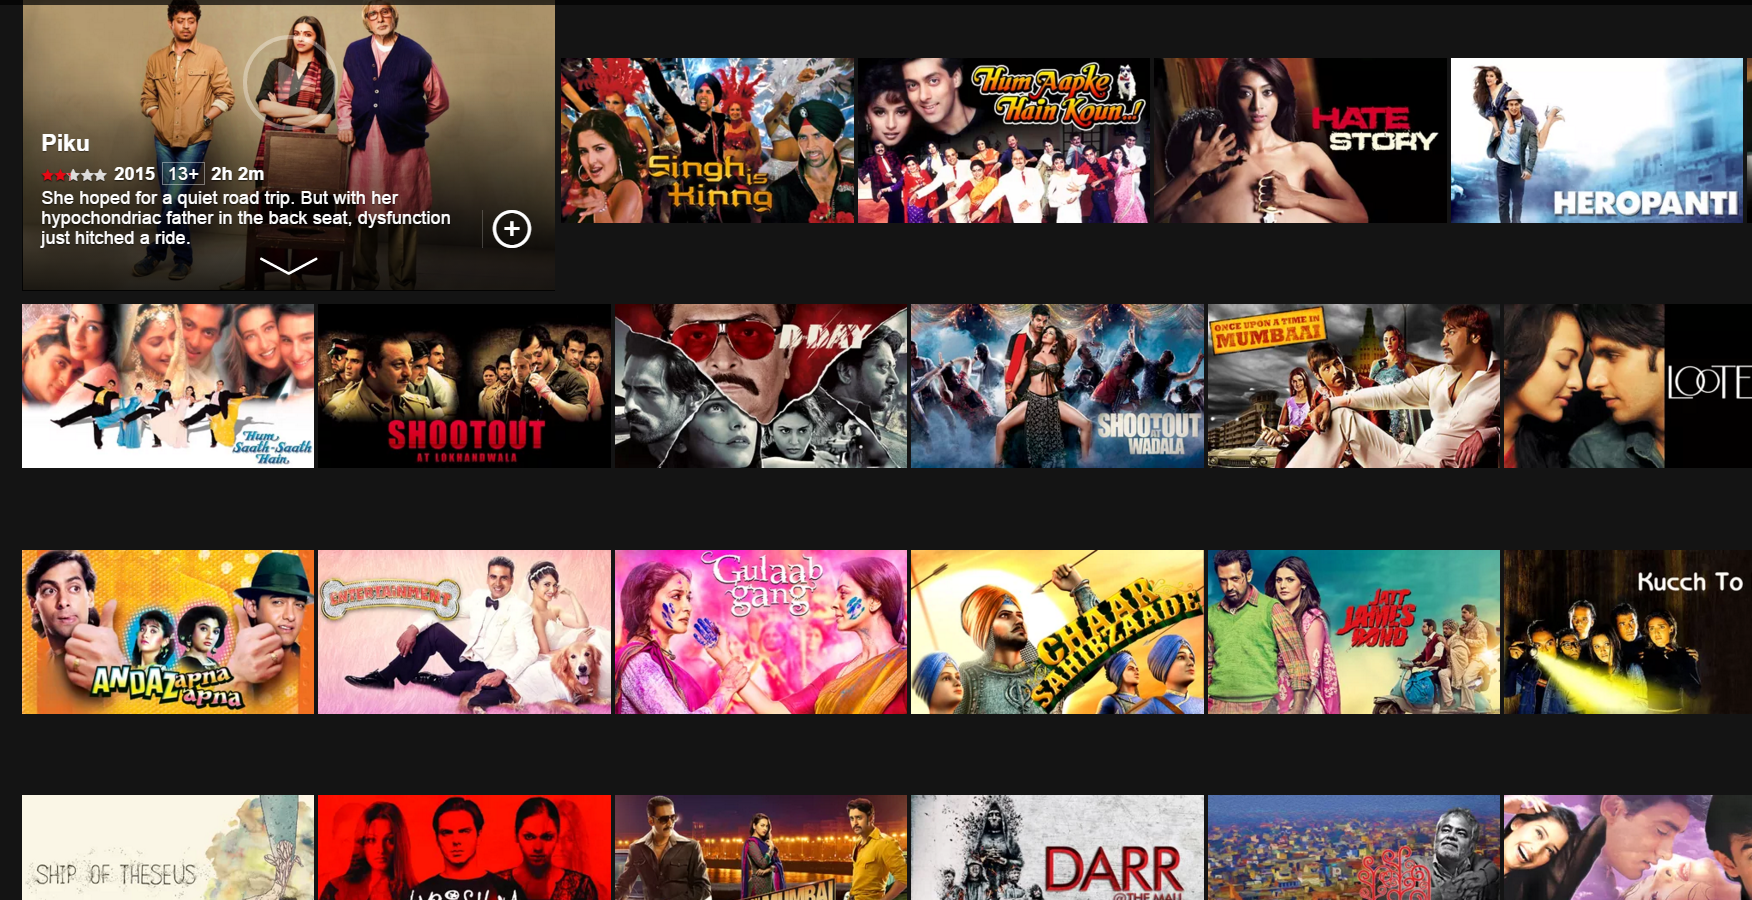 Piku
2015 13+ 2h 2m
She hoped for a quiet road trip. But with her
hypochondriac father in the back seat, dysfunction
just hitched a ride.
Singh
is
Kinng
Hum Aapke
Hain Koun..!
HATE
STORY
HEROPANTI
Hum
Saath-Saath
Hain
SHOOTOUT
AT LOKHANDWALA
D-DAY
SHOOTOUT
AT
WADALA
ONCE UPON A TIME IN
MUMBAAI
LOOTE
ANDAZ apna
apna
ENTERTAINMENT
Gulaab
gang
CHAAR
SAHIBZAADE
JATT
JAMES
BOND
Kucch To
SHIP OF THESEUS
MUMBAI
DARR
@THE MALL